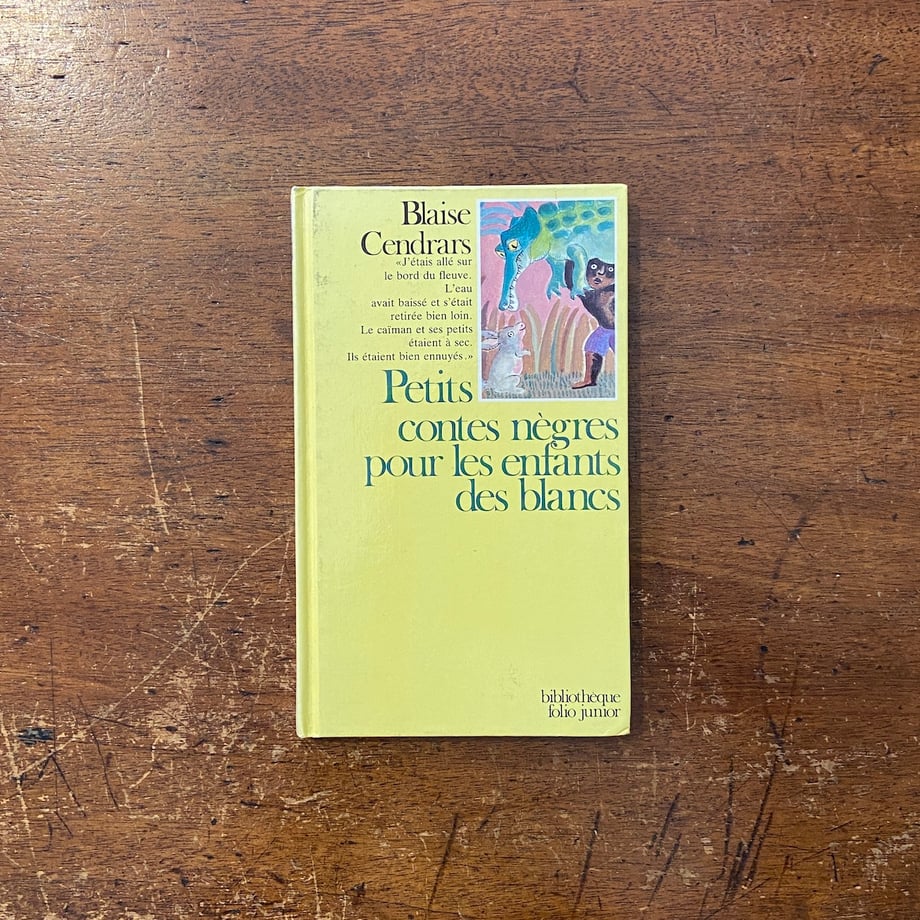 Blaise
Cendrars
«J'étais allé sur
le bord du fleuve.
L'eau
avait baissé et s'était
retirée bien loin.
Le caïman et ses petits
étaient à sec.
Ils étaient bien ennuyés.»
Petits
contes nègres
pour les enfants
des blancs
bibliothèque
folio junior